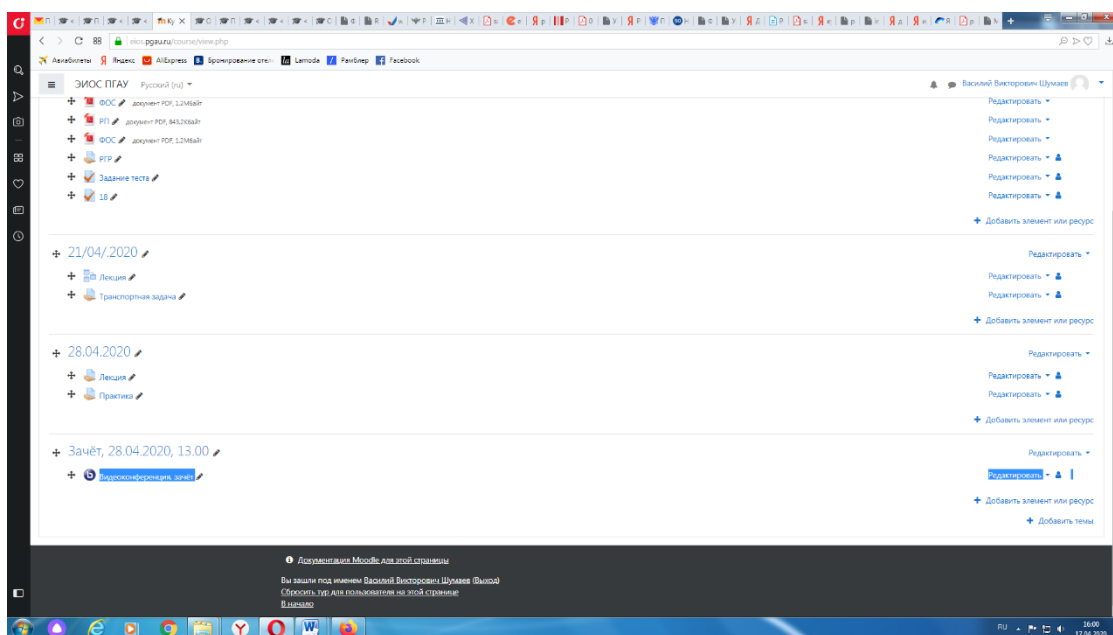 eios.pgau.ru/course/view.php
Авиабилеты Яндекс AliExpress Бронирование отел Lamoda Рамблер Facebook
ЭИОС ПГАУ Русский (ru) Василий Викторович Шумаев
ФОС документ PDF, 1.2Мбайт Редактировать
РП документ PDF, 843.2Кбайт Редактировать
ФОС документ PDF, 1.2Мбайт Редактировать
РГР Редактировать
Задание теста Редактировать
18 Редактировать
+ Добавить элемент или ресурс
21/04/.2020 Редактировать
Лекция Редактировать
Транспортная задача Редактировать
+ Добавить элемент или ресурс
28.04.2020 Редактировать
Лекция Редактировать
Практика Редактировать
+ Добавить элемент или ресурс
Зачёт, 28.04.2020, 13.00 Редактировать
Видеоконференция, зачёт Редактировать
+ Добавить элемент или ресурс
+ Добавить темы
Документация Moodle для этой страницы
Вы зашли под именем Василий Викторович Шумаев (Выход)
Сбросить тур для пользователя на этой странице
В начало
RU 16:00
17.04.2020